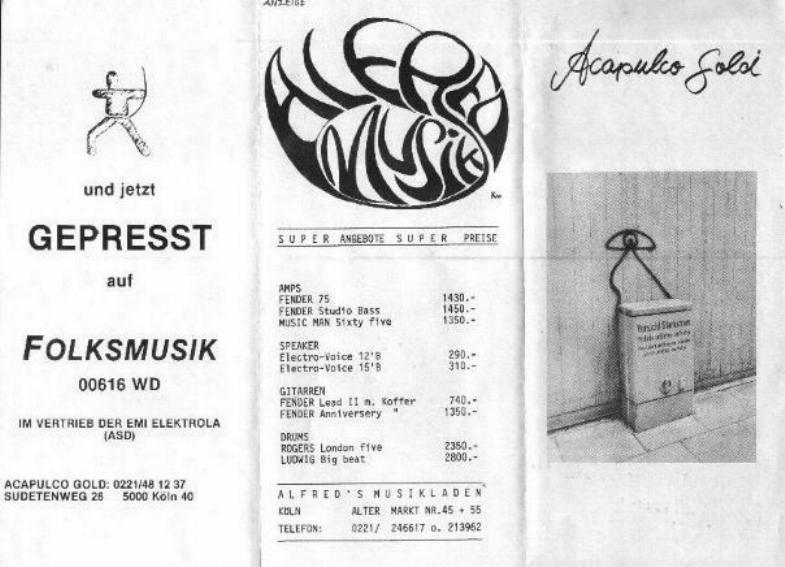 und jetzt
GEPRESST
auf
FOLKSMUSIK
00616 WD
IM VERTRIEB DER EMI ELEKTROLA
(ASD)
ACAPULCO GOLD: 0221/48 12 37
SUDETENWEG 26 5000 Köln 40
ANZEIGE
ALFRED
MUSIK
SUPER ANGEBOTE SUPER PREISE
AMPS
FENDER 75 1430.-
FENDER Studio Bass 1450.-
MUSIC MAN Sixty five 1350.-
SPEAKER
Electro-Voice 12'B 290.-
Electro-Voice 15'B 310.-
GITARREN
FENDER Lead II m. Koffer 740.-
FENDER Anniversery " 1350.-
DRUMS
ROGERS London five 2350.-
LUDWIG Big beat 2800.-
ALFRED'S MUSIKLADEN
KÖLN ALTER MARKT NR.45 + 55
TELEFON: 0221/ 246617 o. 213962
Acapulco Gold